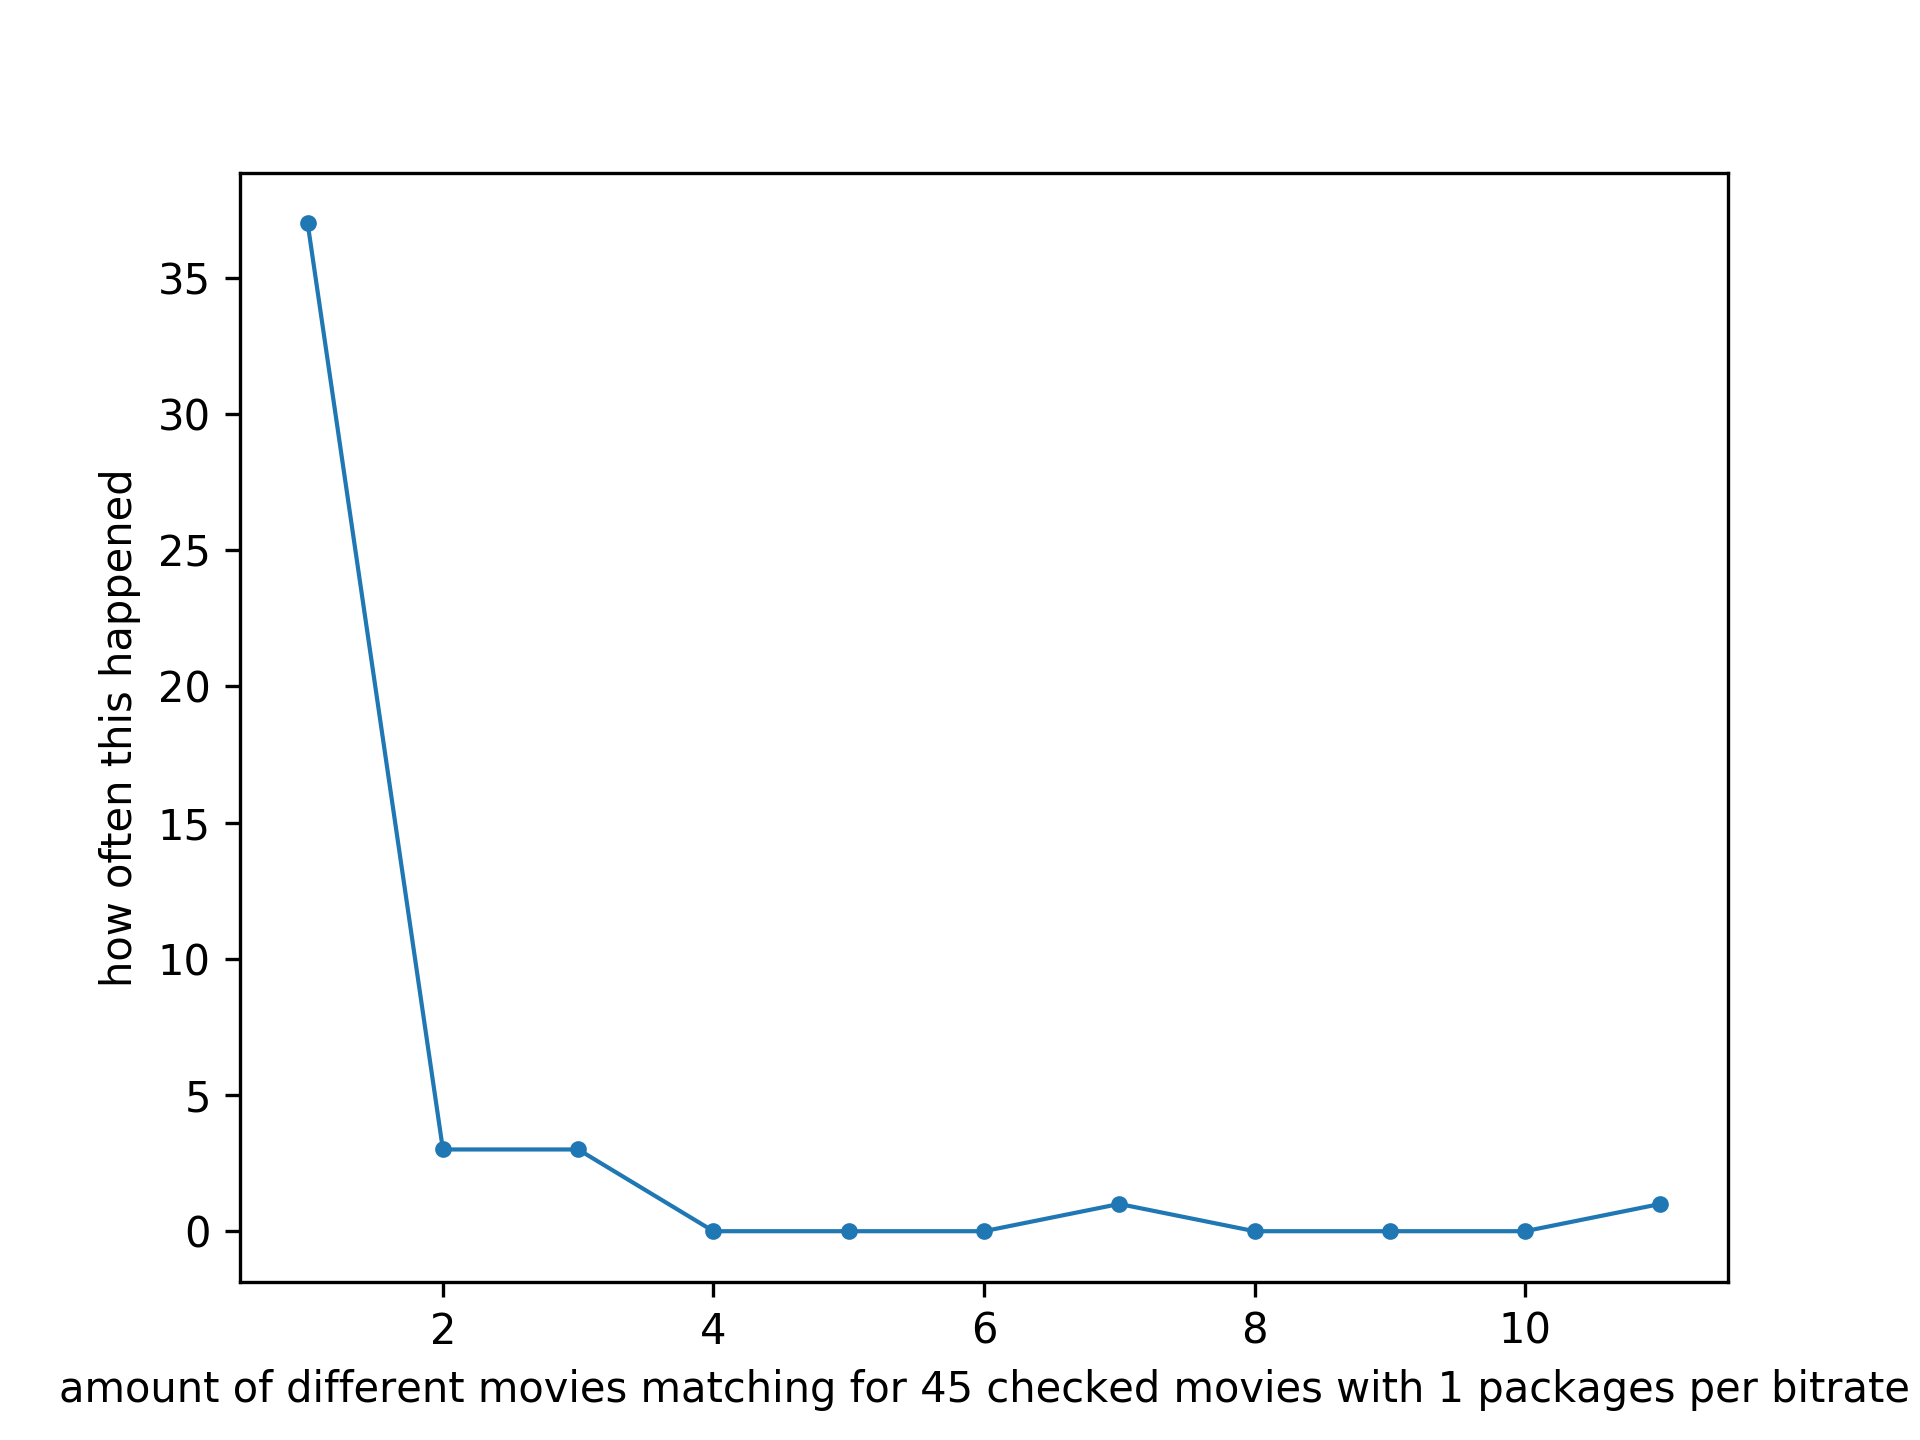 35
30
25
20
15
10
5
0
how often this happened
2 4 6 8 10
amount of different movies matching for 45 checked movies with 1 packages per bitrate